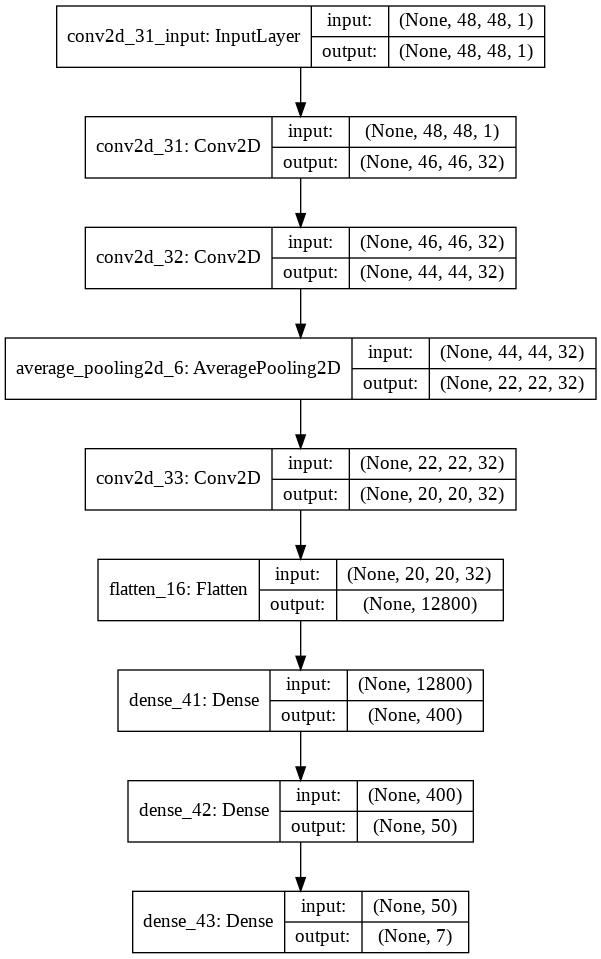 conv2d_31_input: InputLayer
input: (None, 48, 48, 1)
output: (None, 48, 48, 1)
conv2d_31: Conv2D
input: (None, 48, 48, 1)
output: (None, 46, 46, 32)
conv2d_32: Conv2D
input: (None, 46, 46, 32)
output: (None, 44, 44, 32)
average_pooling2d_6: AveragePooling2D
input: (None, 44, 44, 32)
output: (None, 22, 22, 32)
conv2d_33: Conv2D
input: (None, 22, 22, 32)
output: (None, 20, 20, 32)
flatten_16: Flatten
input: (None, 20, 20, 32)
output: (None, 12800)
dense_41: Dense
input: (None, 12800)
output: (None, 400)
dense_42: Dense
input: (None, 400)
output: (None, 50)
dense_43: Dense
input: (None, 50)
output: (None, 7)